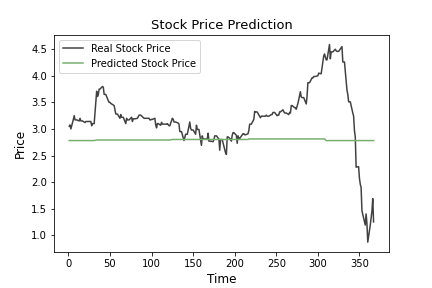 Stock Price Prediction
Real Stock Price
Predicted Stock Price
4.5
4.0
3.5
3.0
2.5
2.0
1.5
1.0
Price
0 50 100 150 200 250 300 350
Time